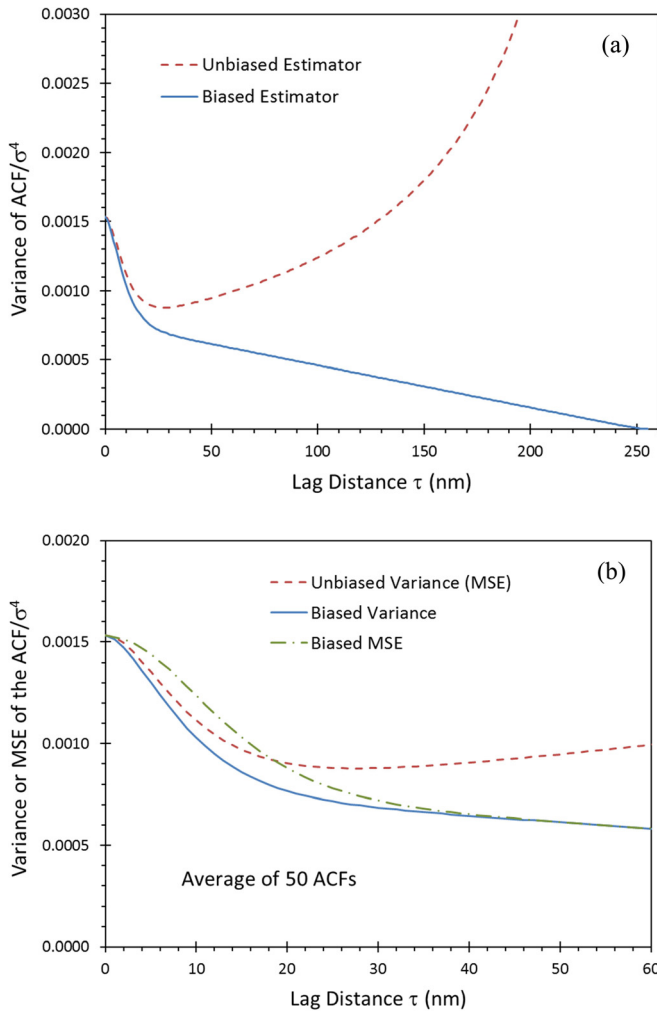 0.0030
(a)
Unbiased Estimator
0.0025
Biased Estimator
0.0020
Variance of ACF/σ⁴
0.0015
0.0010
0.0005
0.0000
0 50 100 150 200 250
Lag Distance τ (nm)
0.0020
(b)
Unbiased Variance (MSE)
Biased Variance
Biased MSE
0.0015
Variance or MSE of the ACF/σ⁴
0.0010
0.0005
Average of 50 ACFs
0.0000
0 10 20 30 40 50 60
Lag Distance τ (nm)